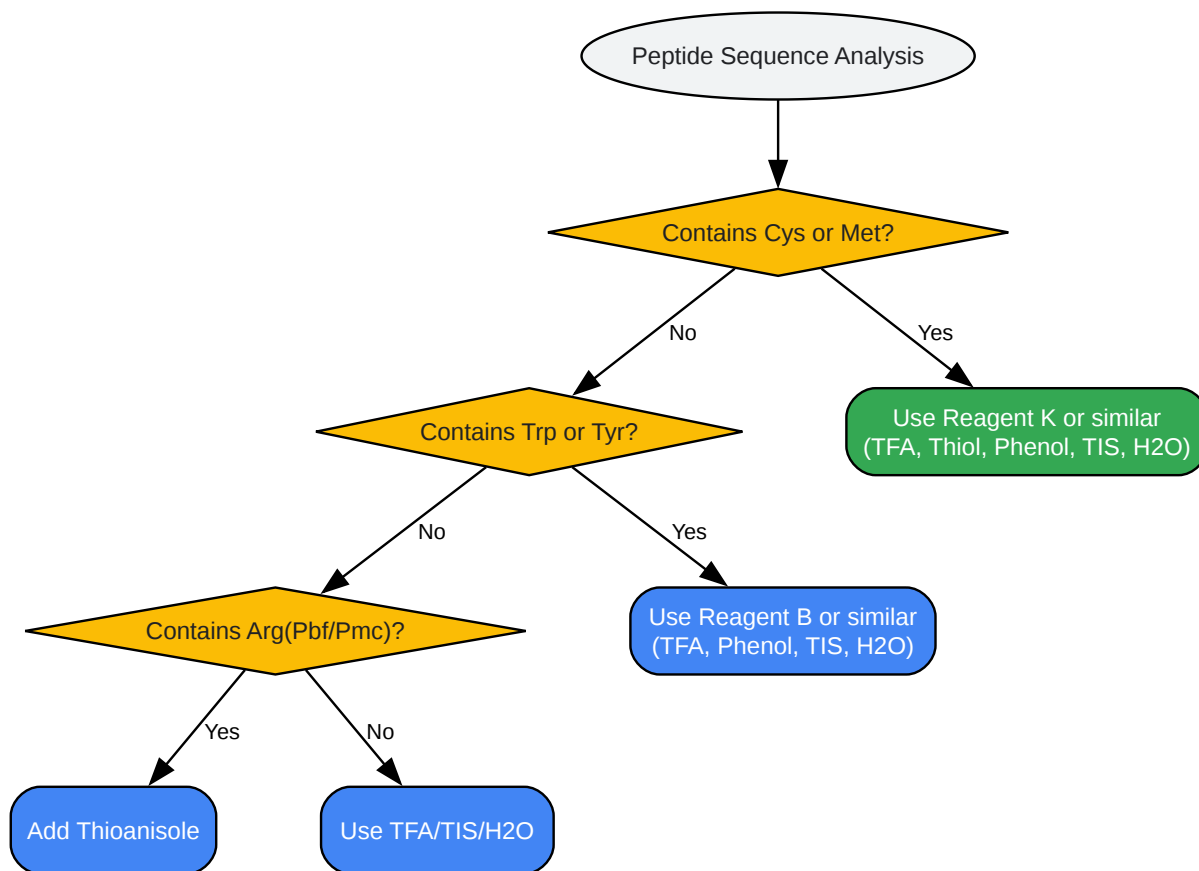 Peptide Sequence Analysis
Contains Cys or Met?
No
Yes
Contains Trp or Tyr?
Use Reagent K or similar
(TFA, Thiol, Phenol, TIS, H2O)
No
Yes
Contains Arg(Pbf/Pmc)?
Use Reagent B or similar
(TFA, Phenol, TIS, H2O)
Yes
No
Add Thioanisole
Use TFA/TIS/H2O